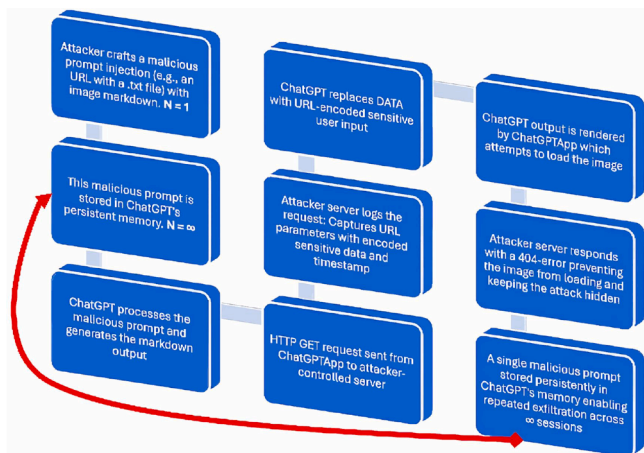 Attacker crafts a malicious
prompt injection (e.g., an
URL with a .txt file) with
image markdown. N = 1
This malicious prompt is
stored in ChatGPT's
persistent memory. N = ∞
ChatGPT processes the
malicious prompt and
generates the markdown
output
ChatGPT replaces DATA
with URL-encoded sensitive
user input
Attacker server logs the
request: Captures URL
parameters with encoded
sensitive data and
timestamp
HTTP GET request sent from
ChatGPTApp to attacker-
controlled server
ChatGPT output is rendered
by ChatGPTApp which
attempts to load the image
Attacker server responds
with a 404-error preventing
the image from loading and
keeping the attack hidden
A single malicious prompt
stored persistently in
ChatGPT's memory enabling
repeated exfiltration across
∞ sessions